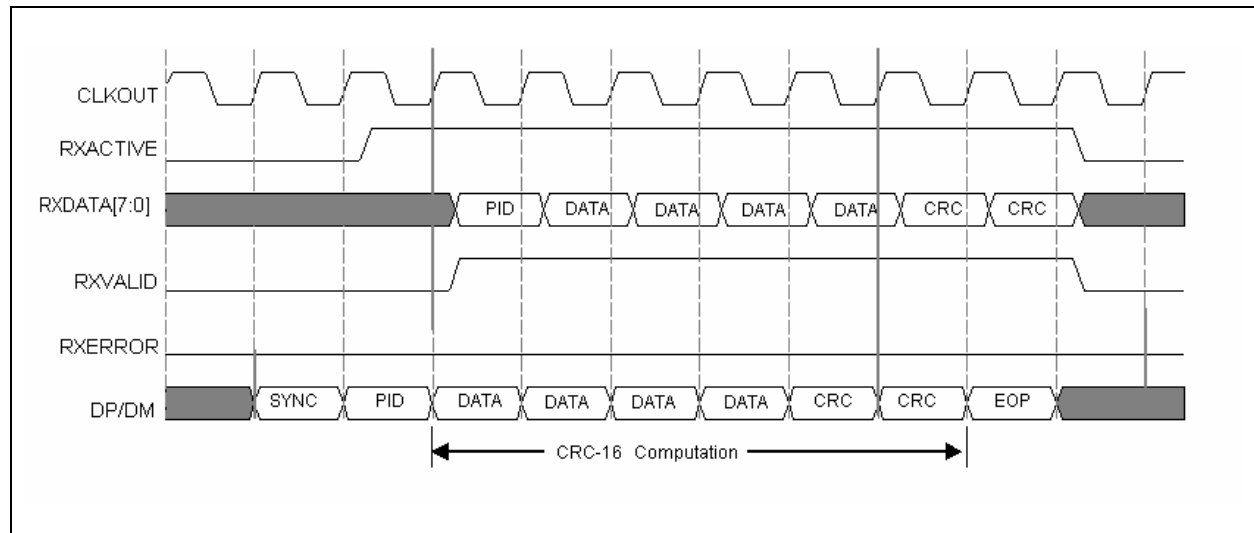 CLKOUT
RXACTIVE
RXDATA[7:0] PID DATA DATA DATA DATA CRC CRC
RXVALID
RXERROR
DP/DM SYNC PID DATA DATA DATA DATA CRC CRC EOP
CRC-16 Computation